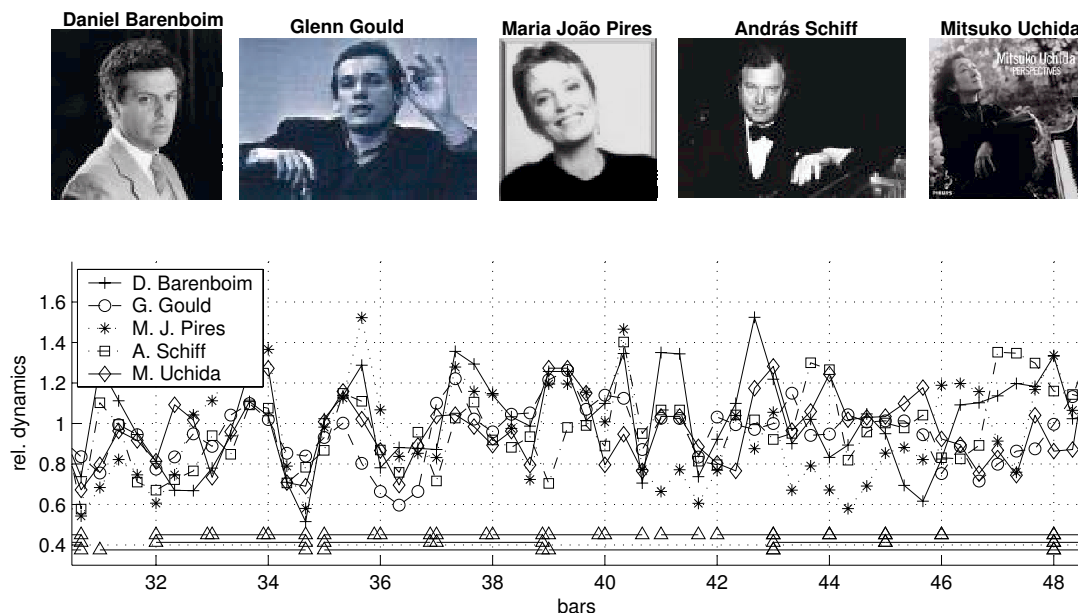 Daniel Barenboim
Glenn Gould
Maria João Pires
András Schiff
Mitsuko Uchida
Mitsuko Uchida
PERSPECTIVES
PHILIPS
D. Barenboim
G. Gould
M. J. Pires
A. Schiff
M. Uchida
rel. dynamics
1.6
1.4
1.2
1
0.8
0.6
0.4
32
34
36
38
40
42
44
46
48
bars